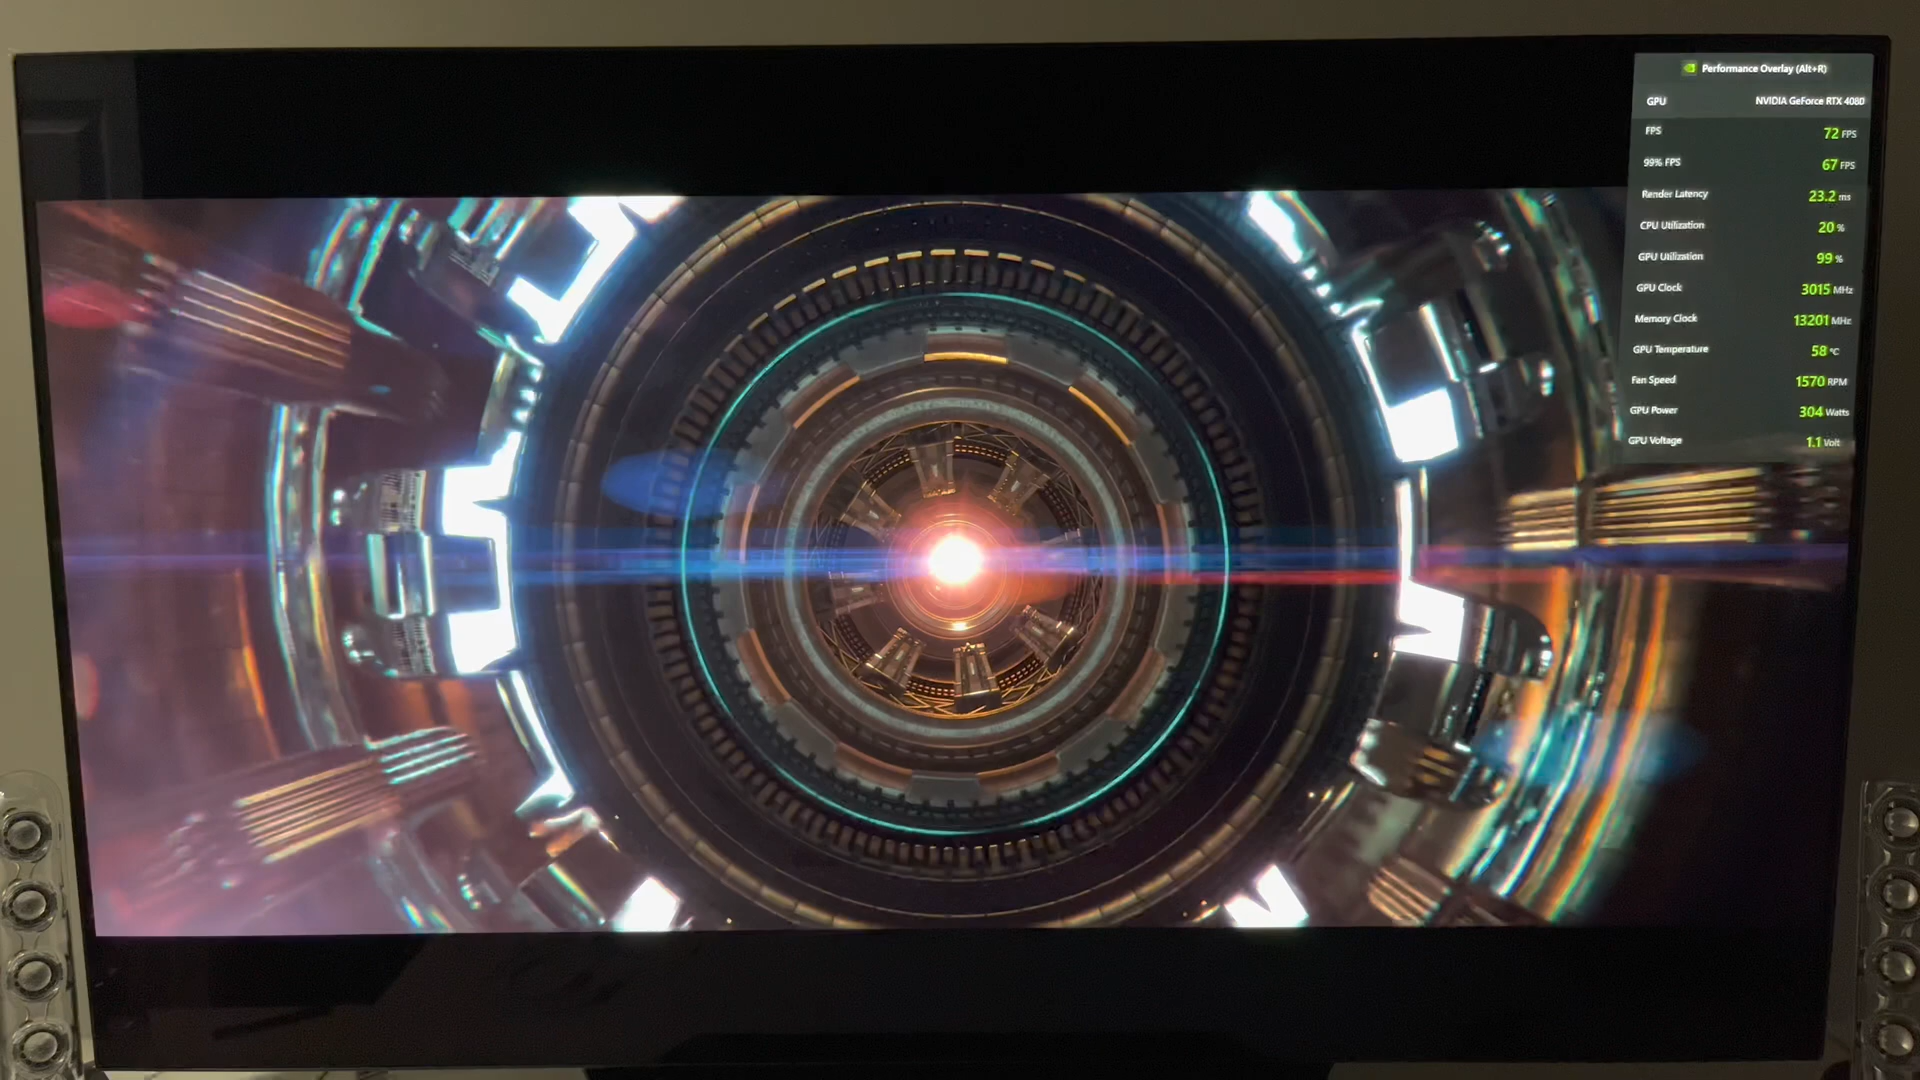 Performance Overlay (Alt+R)
GPU NVIDIA GeForce RTX 4080
FPS 72 FPS
99% FPS 67 FPS
Render Latency 23.2 ms
CPU Utilization 20 %
GPU Utilization 99 %
GPU Clock 3015 MHz
Memory Clock 13201 MHz
GPU Temperature 58 °C
Fan Speed 1570 RPM
GPU Power 304 Watts
GPU Voltage 1.1 Volt